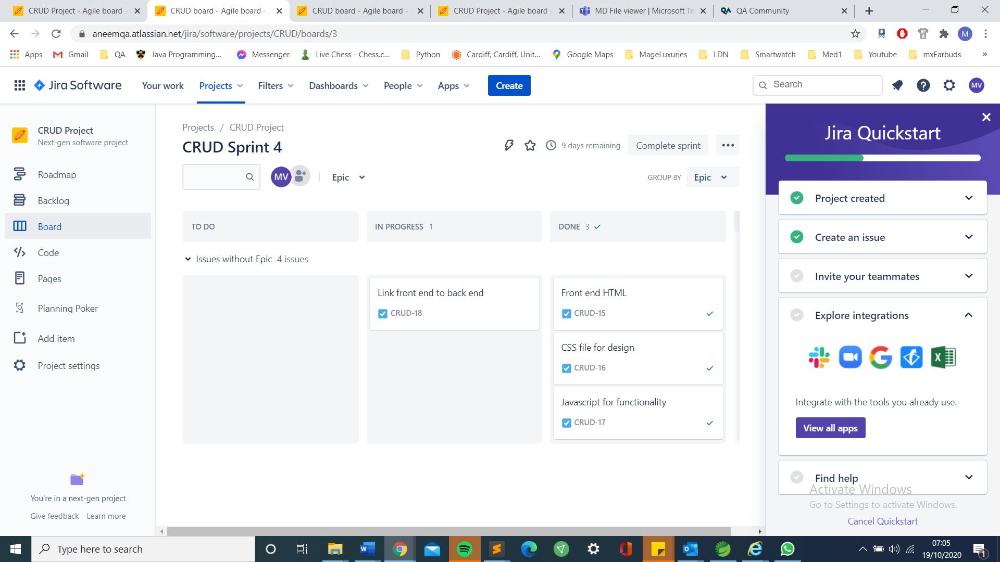 CRUD Project - Agile board -
CRUD board - Agile board - J
CRUD board - Agile board - J
CRUD Project - Agile board -
MD File viewer | Microsoft Te
QA Community
aneemqa.atlassian.net/jira/software/projects/CRUD/boards/3
M
Apps
Gmail
QA
Java Programming...
Messenger
Live Chess - Chess.c...
Python
Cardiff, Cardiff, Unit...
Google Maps
MageLuxuries
LDN
Smartwatch
Med1
Youtube
mxEarbuds
»
Jira Software
Your work
Projects
Filters
Dashboards
People
Apps
Create
Search
MV
CRUD Project
Next-gen software project
Roadmap
Backlog
Board
Code
Pages
Planning Poker
Add item
Project settings
You're in a next-gen project
Give feedback
Learn more
Projects / CRUD Project
CRUD Sprint 4
9 days remaining
Complete sprint
MV
Epic
GROUP BY
Epic
TO DO
IN PROGRESS 1
DONE 3
Issues without Epic 4 issues
Link front end to back end
CRUD-18
Front end HTML
CRUD-15
CSS file for design
CRUD-16
Javascript for functionality
CRUD-17
Jira Quickstart
Project created
Create an issue
Invite your teammates
Explore integrations
Integrate with the tools you already use.
View all apps
Find help
Activate Windows
Go to Settings to activate Windows.
Cancel Quickstart
Type here to search
07:05
19/10/2020
1